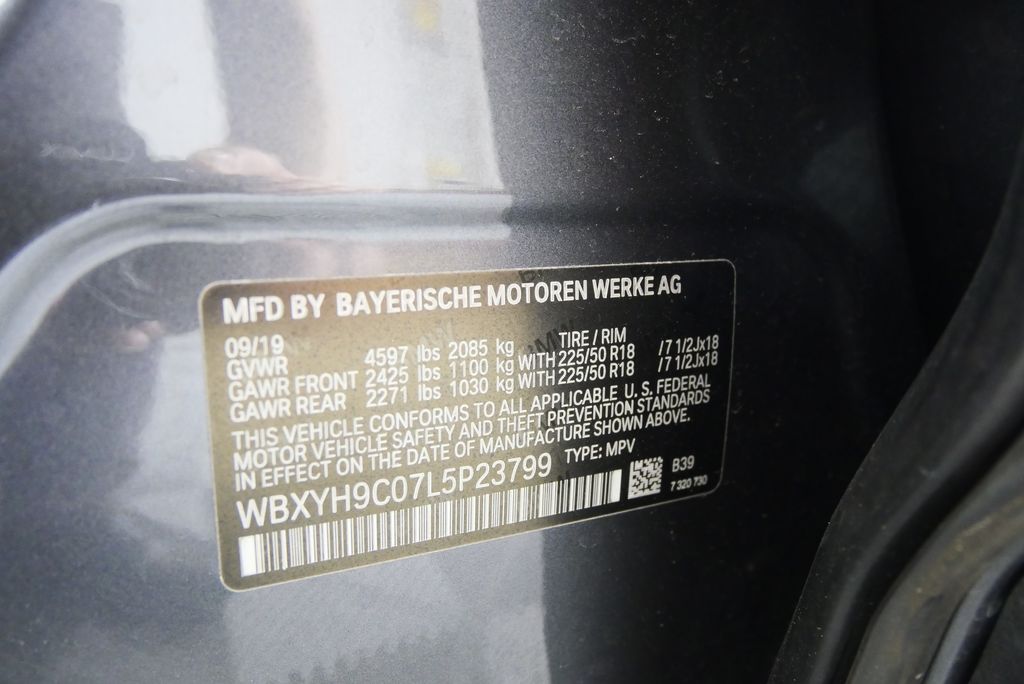 MFD BY BAYERISCHE MOTOREN WERKE AG
09/19 TIRE / RIM
GVWR 4597 lbs 2085 kg
GAWR FRONT 2425 lbs 1100 kg WITH 225/50 R18 /7 1/2Jx18
GAWR REAR 2271 lbs 1030 kg WITH 225/50 R18 /7 1/2Jx18
THIS VEHICLE CONFORMS TO ALL APPLICABLE U.S. FEDERAL
MOTOR VEHICLE SAFETY AND THEFT PREVENTION STANDARDS
IN EFFECT ON THE DATE OF MANUFACTURE SHOWN ABOVE.
WBXYH9C07L5P23799 TYPE: MPV
B39
7 320 730